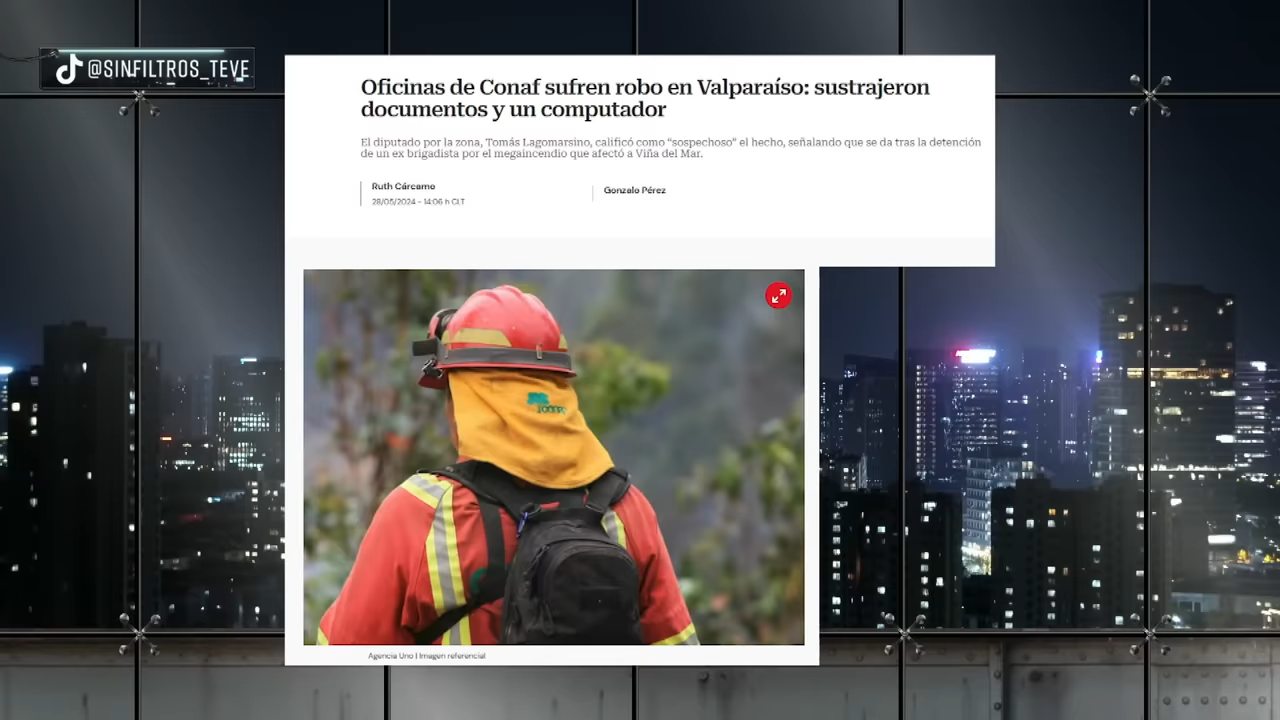 @SINFILTROS_TEVE
Oficinas de Conaf sufren robo en Valparaíso: sustrajeron
documentos y un computador
El diputado por la zona, Tomás Lagomarsino, calificó como “sospechoso” el hecho, señalando que se da tras la detención
de un ex brigadista por el megaincendio que afectó a Viña del Mar.
Ruth Cárcamo
28/05/2024 - 14:06 h CLT
Gonzalo Pérez
Agencia Uno | Imagen referencial